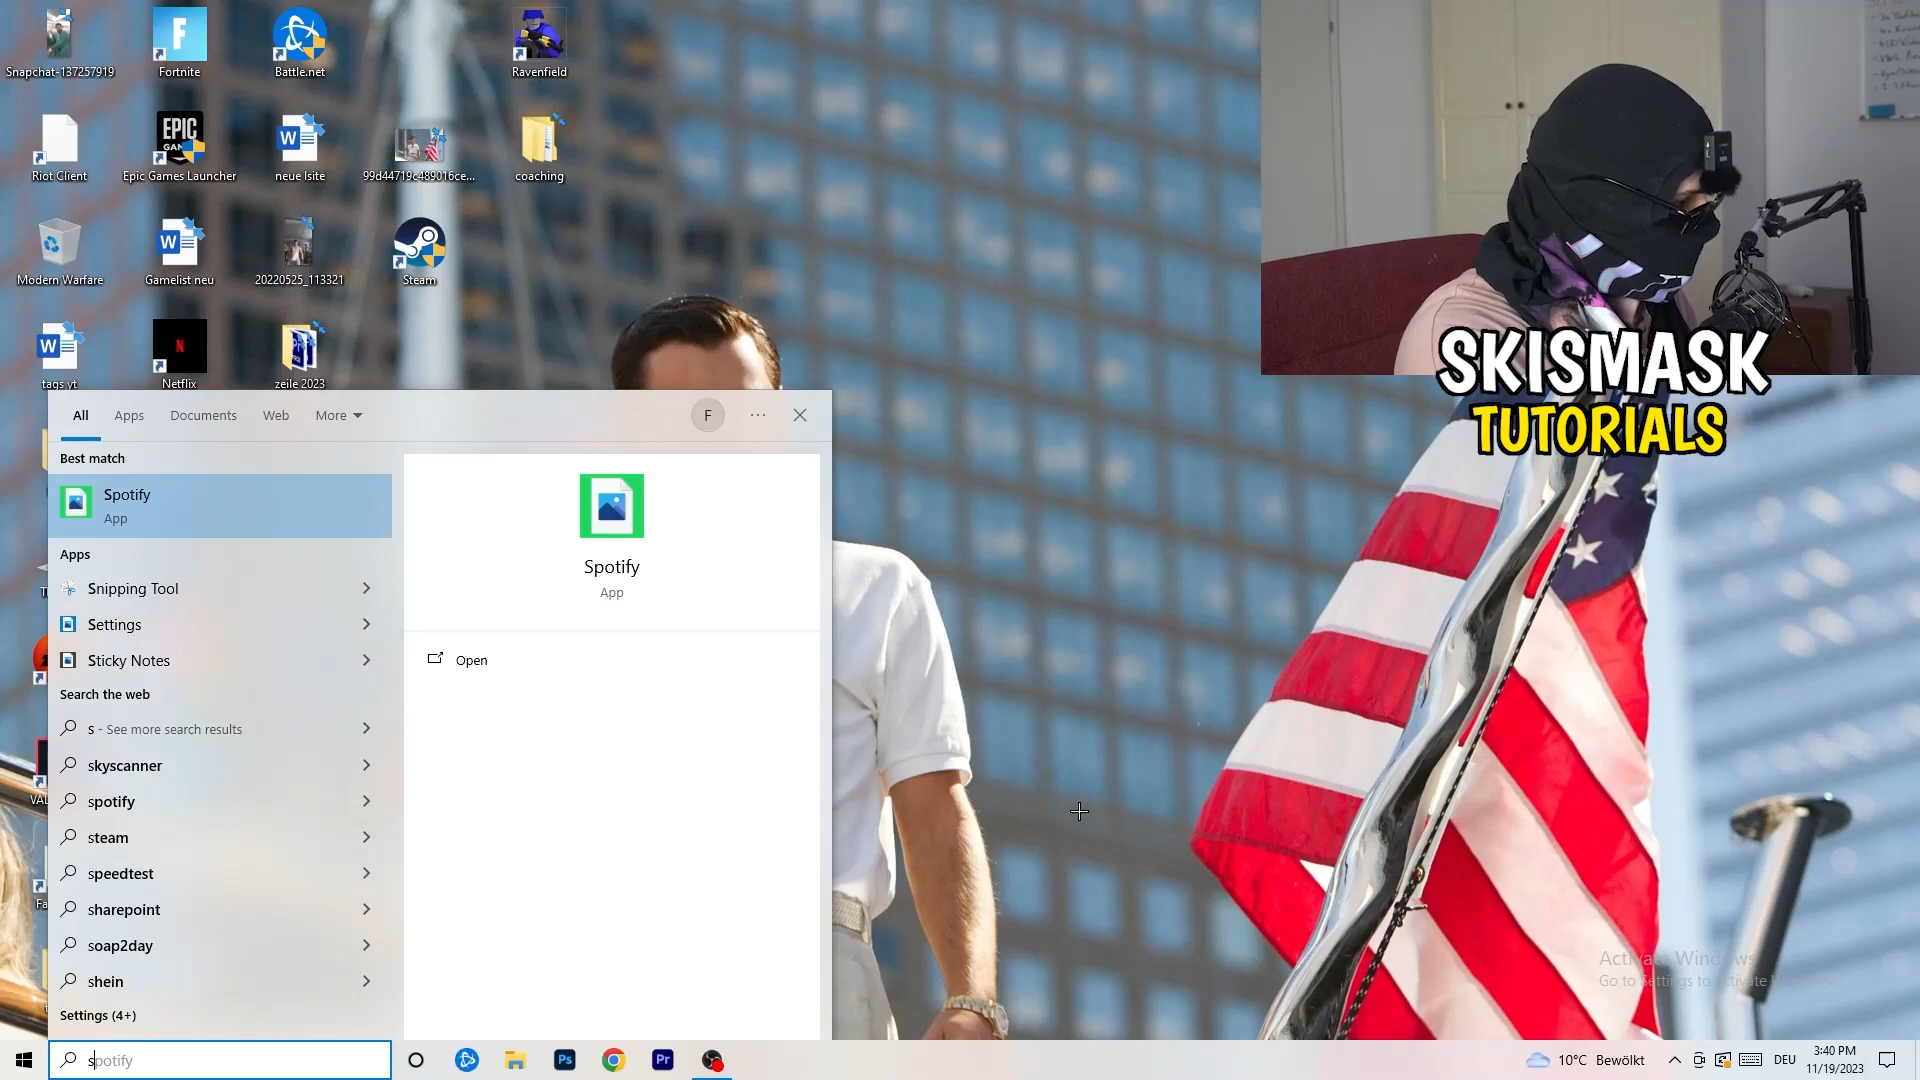 Snapchat-137257919
Fortnite
Battle.net
Ravenfield
Riot Client
EPIC
Epic Games Launcher
neue lsite
99d44719c489016ce...
coaching
Modern Warfare
Gamelist neu
20220525_113321
Steam
tags yt
Netflix
zeile 2023
SKISMASK
TUTORIALS
All
Apps
Documents
Web
More
F
Best match
Spotify
App
Apps
Snipping Tool
Settings
Sticky Notes
Search the web
s - See more search results
skyscanner
spotify
steam
speedtest
sharepoint
soap2day
shein
Settings (4+)
Spotify
App
Open
Activate Windows
Go to Settings to activate
spotify
Ps
Pr
10°C Bewölkt
DEU
3:40 PM
11/19/2023